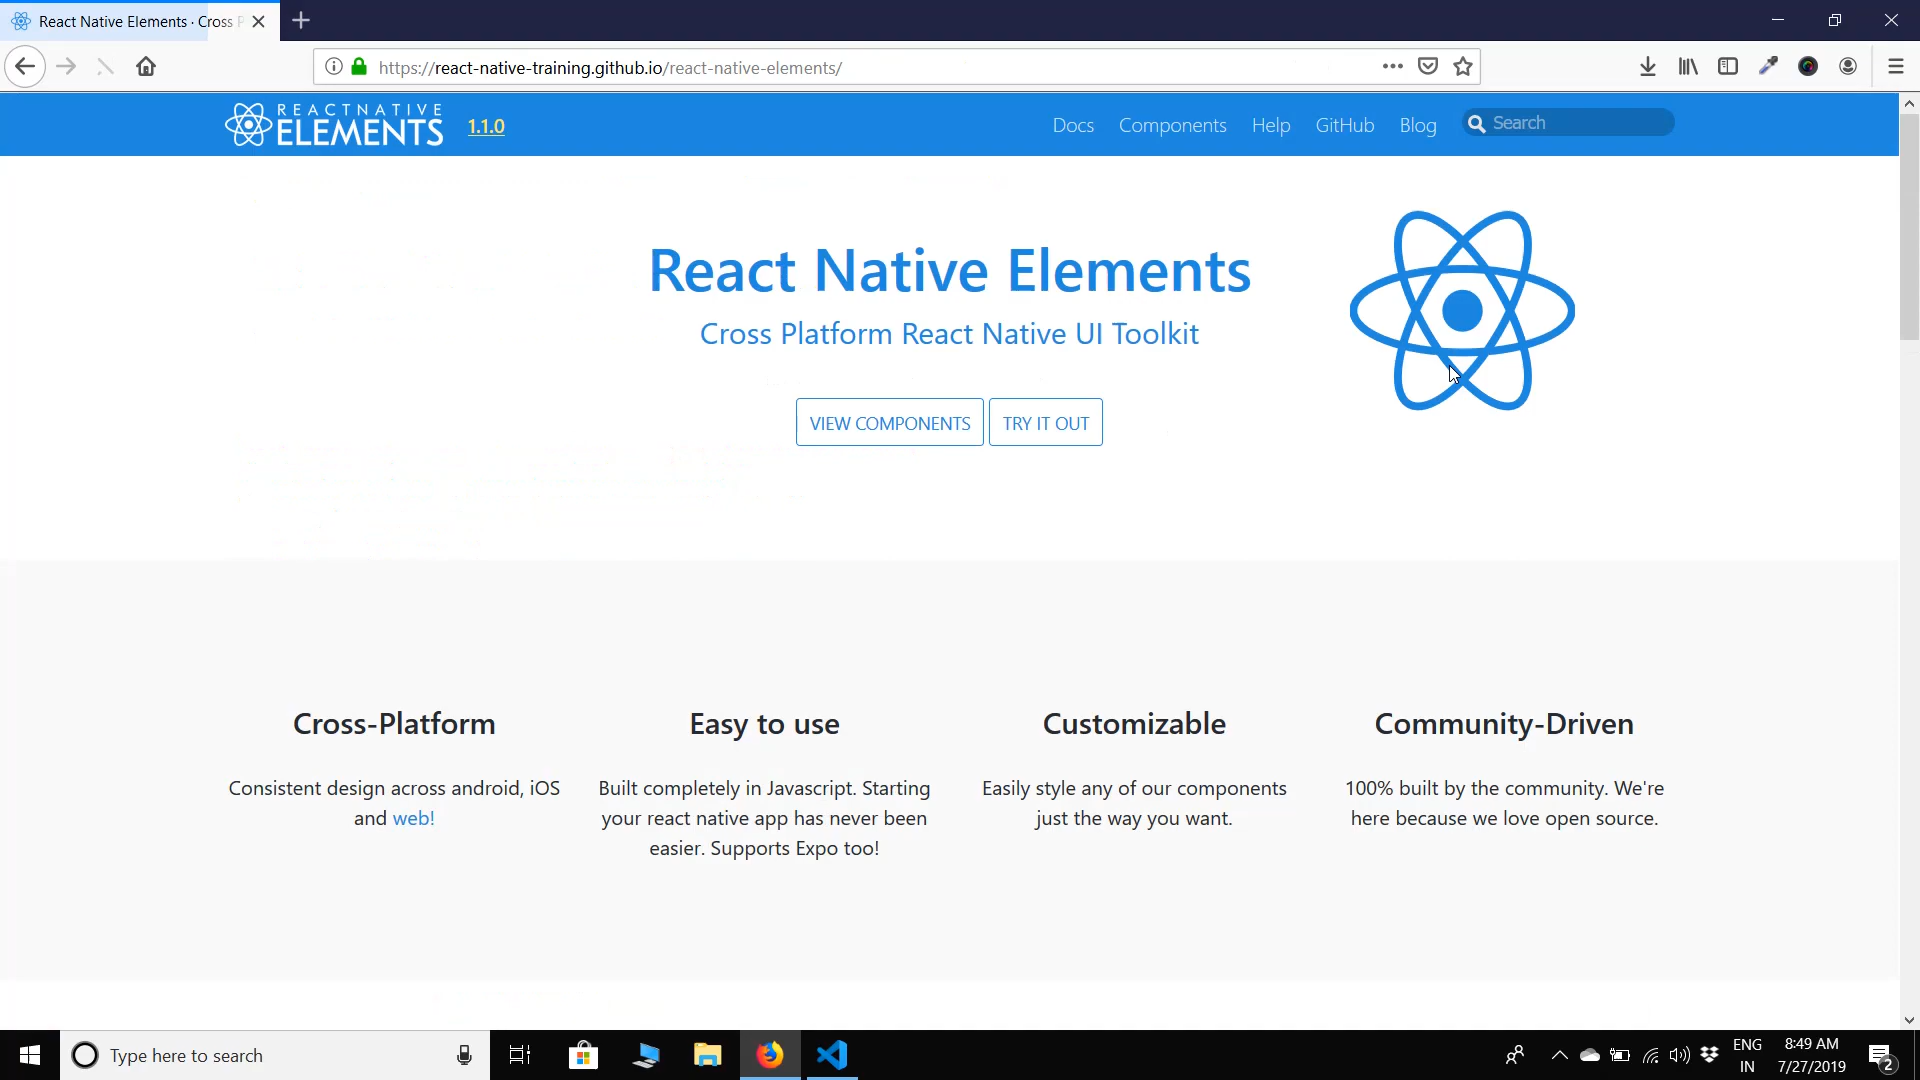 React Native Elements · Cross P
https://react-native-training.github.io/react-native-elements/
REACTNATIVE
ELEMENTS
1.1.0
Docs
Components
Help
GitHub
Blog
Search
React Native Elements
Cross Platform React Native UI Toolkit
VIEW COMPONENTS
TRY IT OUT
Cross-Platform
Consistent design across android, iOS
and web!
Easy to use
Built completely in Javascript. Starting
your react native app has never been
easier. Supports Expo too!
Customizable
Easily style any of our components
just the way you want.
Community-Driven
100% built by the community. We're
here because we love open source.
Type here to search
ENG
IN
8:49 AM
7/27/2019
2